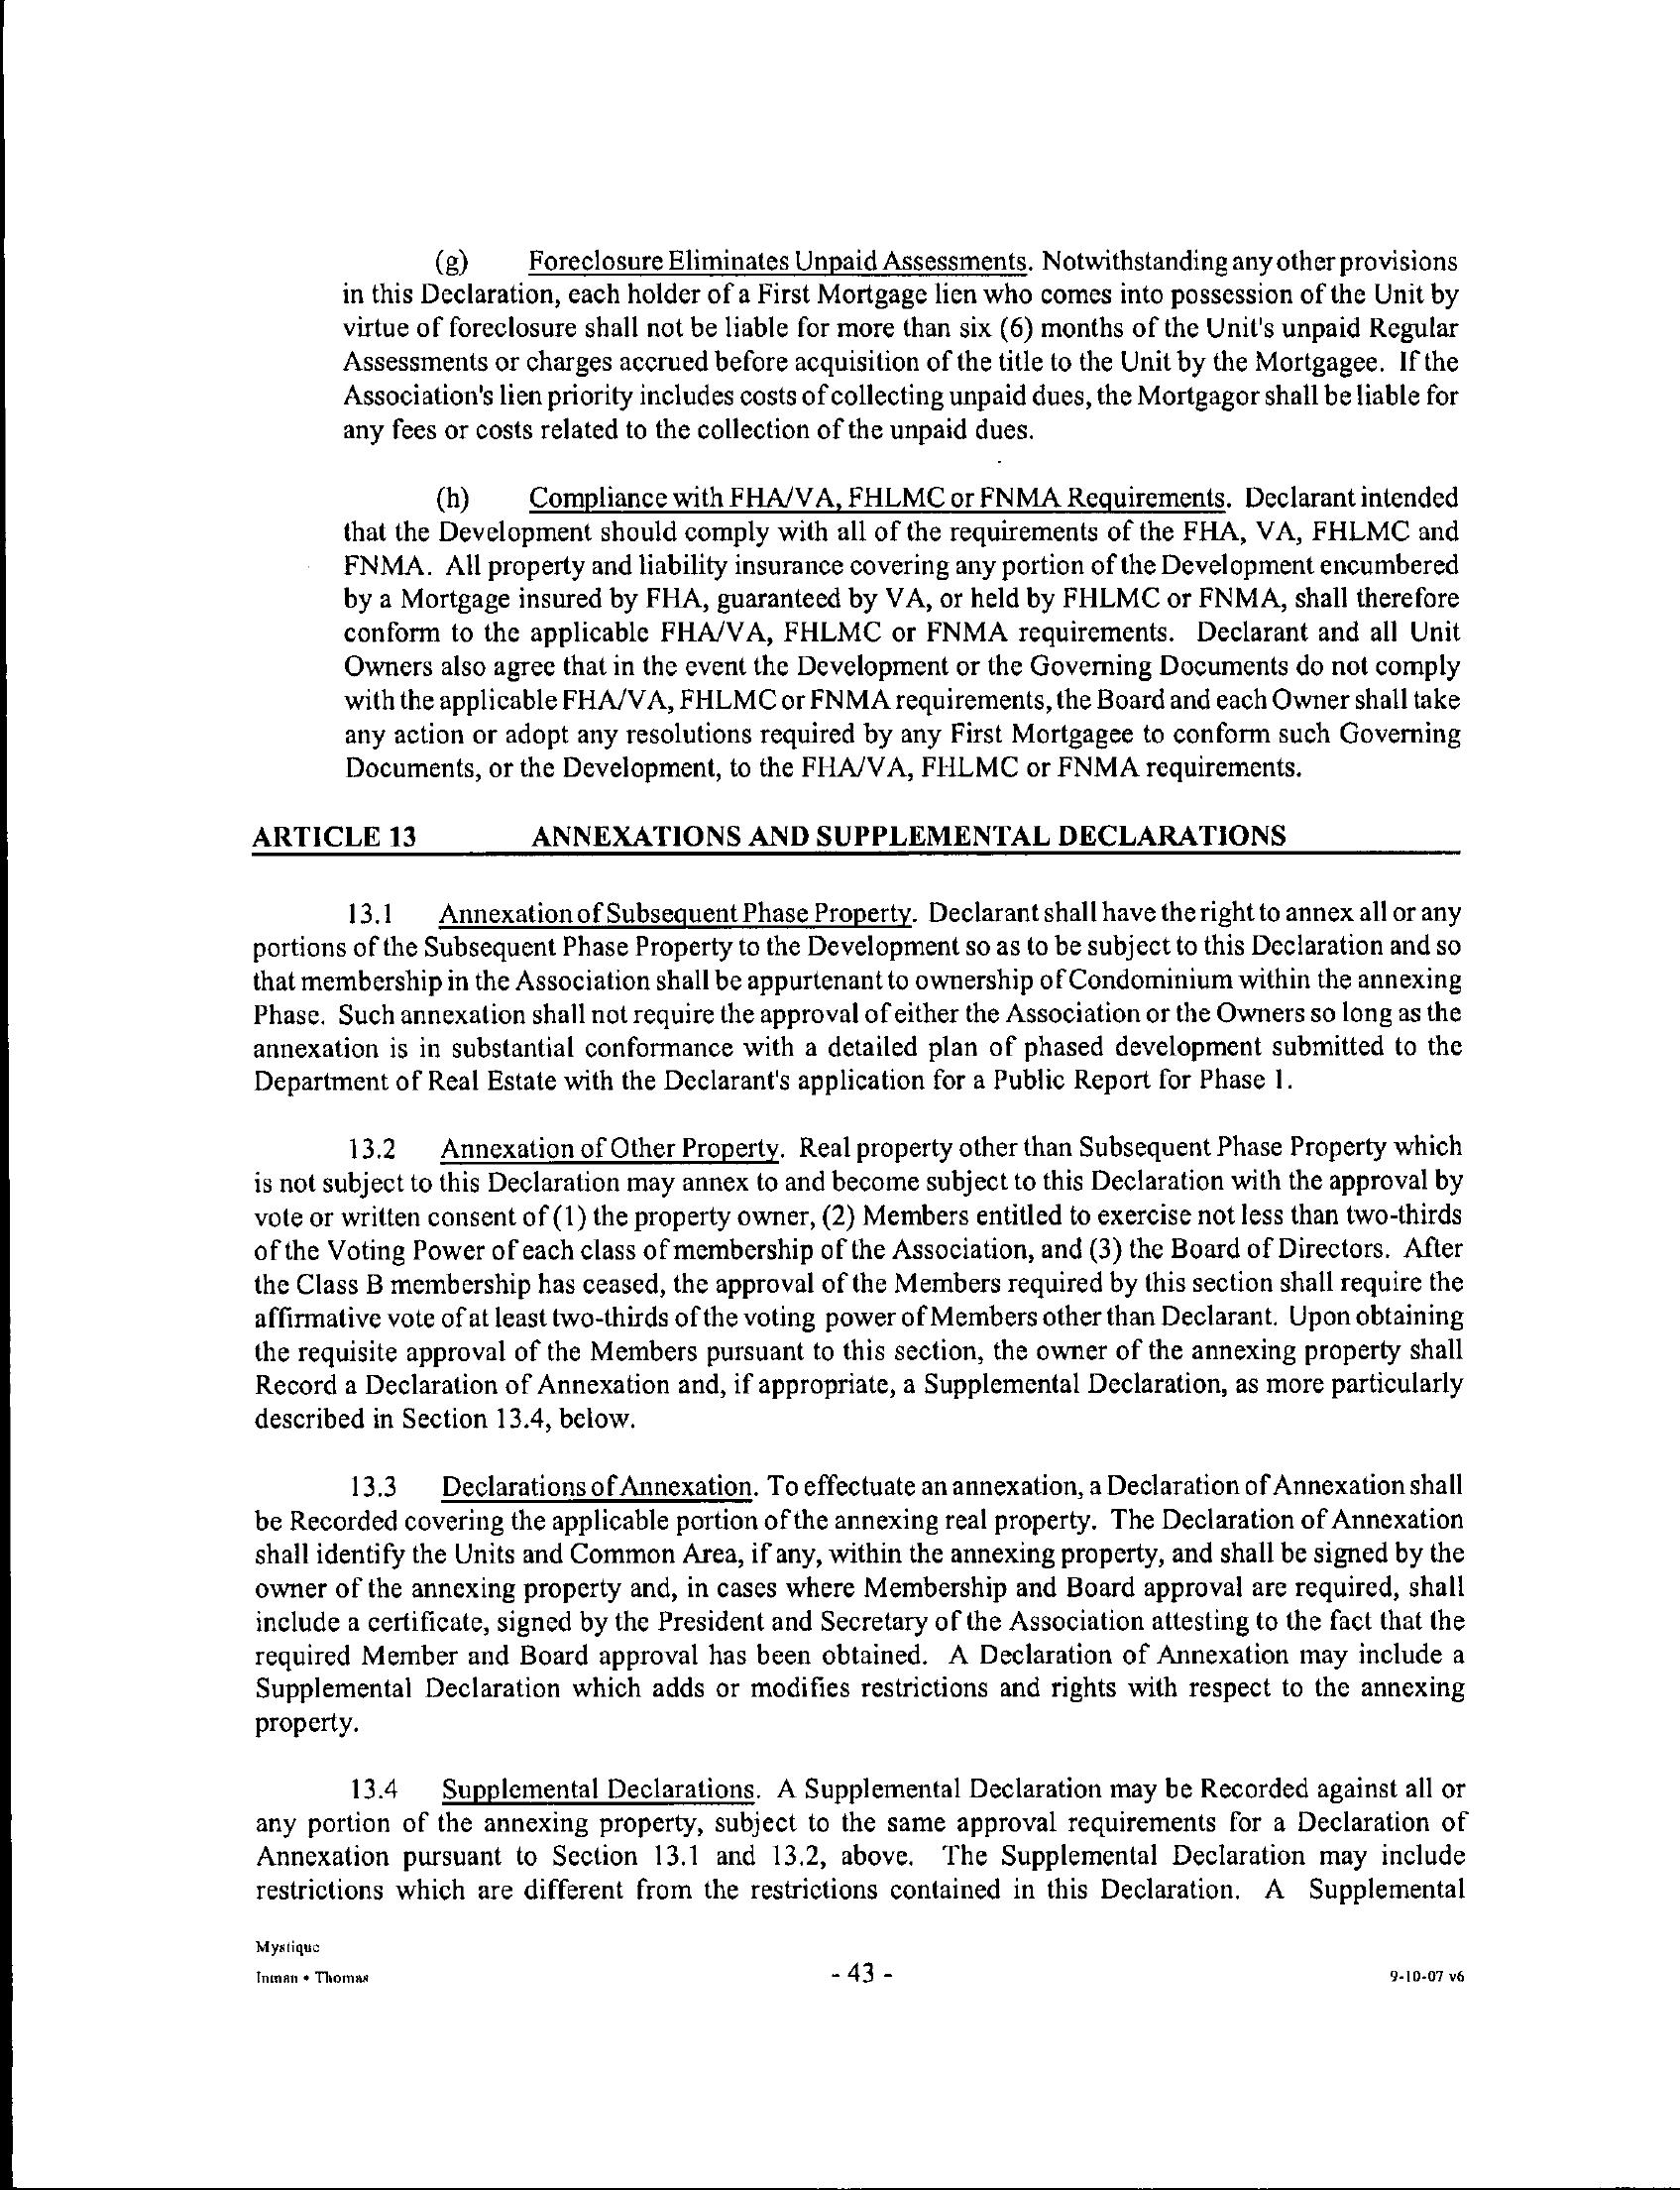 (g) Foreclosure Eliminates Unpaid Assessments. Notwithstanding any other provisions
in this Declaration, each holder of a First Mortgage lien who comes into possession of the Unit by
virtue of foreclosure shall not be liable for more than six (6) months of the Unit's unpaid Regular
Assessments or charges accrued before acquisition of the title to the Unit by the Mortgagee. If the
Association's lien priority includes costs of collecting unpaid dues, the Mortgagor shall be liable for
any fees or costs related to the collection of the unpaid dues.
(h) Compliance with FHA/VA, FHLMC or FNMA Requirements. Declarant intended
that the Development should comply with all of the requirements of the FHA, VA, FHLMC and
FNMA. All property and liability insurance covering any portion of the Development encumbered
by a Mortgage insured by FHA, guaranteed by VA, or held by FHLMC or FNMA, shall therefore
conform to the applicable FHA/VA, FHLMC or FNMA requirements. Declarant and all Unit
Owners also agree that in the event the Development or the Governing Documents do not comply
with the applicable FHA/VA, FHLMC or FNMA requirements, the Board and each Owner shall take
any action or adopt any resolutions required by any First Mortgagee to conform such Governing
Documents, or the Development, to the FHA/VA, FHLMC or FNMA requirements.
ARTICLE 13 ANNEXATIONS AND SUPPLEMENTAL DECLARATIONS
13.1 Annexation of Subsequent Phase Property. Declarant shall have the right to annex all or any
portions of the Subsequent Phase Property to the Development so as to be subject to this Declaration and so
that membership in the Association shall be appurtenant to ownership of Condominium within the annexing
Phase. Such annexation shall not require the approval of either the Association or the Owners so long as the
annexation is in substantial conformance with a detailed plan of phased development submitted to the
Department of Real Estate with the Declarant's application for a Public Report for Phase 1.
13.2 Annexation of Other Property. Real property other than Subsequent Phase Property which
is not subject to this Declaration may annex to and become subject to this Declaration with the approval by
vote or written consent of (1) the property owner, (2) Members entitled to exercise not less than two-thirds
of the Voting Power of each class of membership of the Association, and (3) the Board of Directors. After
the Class B membership has ceased, the approval of the Members required by this section shall require the
affirmative vote of at least two-thirds of the voting power of Members other than Declarant. Upon obtaining
the requisite approval of the Members pursuant to this section, the owner of the annexing property shall
Record a Declaration of Annexation and, if appropriate, a Supplemental Declaration, as more particularly
described in Section 13.4, below.
13.3 Declarations of Annexation. To effectuate an annexation, a Declaration of Annexation shall
be Recorded covering the applicable portion of the annexing real property. The Declaration of Annexation
shall identify the Units and Common Area, if any, within the annexing property, and shall be signed by the
owner of the annexing property and, in cases where Membership and Board approval are required, shall
include a certificate, signed by the President and Secretary of the Association attesting to the fact that the
required Member and Board approval has been obtained. A Declaration of Annexation may include a
Supplemental Declaration which adds or modifies restrictions and rights with respect to the annexing
property.
13.4 Supplemental Declarations. A Supplemental Declaration may be Recorded against all or
any portion of the annexing property, subject to the same approval requirements for a Declaration of
Annexation pursuant to Section 13.1 and 13.2, above. The Supplemental Declaration may include
restrictions which are different from the restrictions contained in this Declaration. A Supplemental
Mystique
Inman • Thomas - 43 - 9-10-07 v6